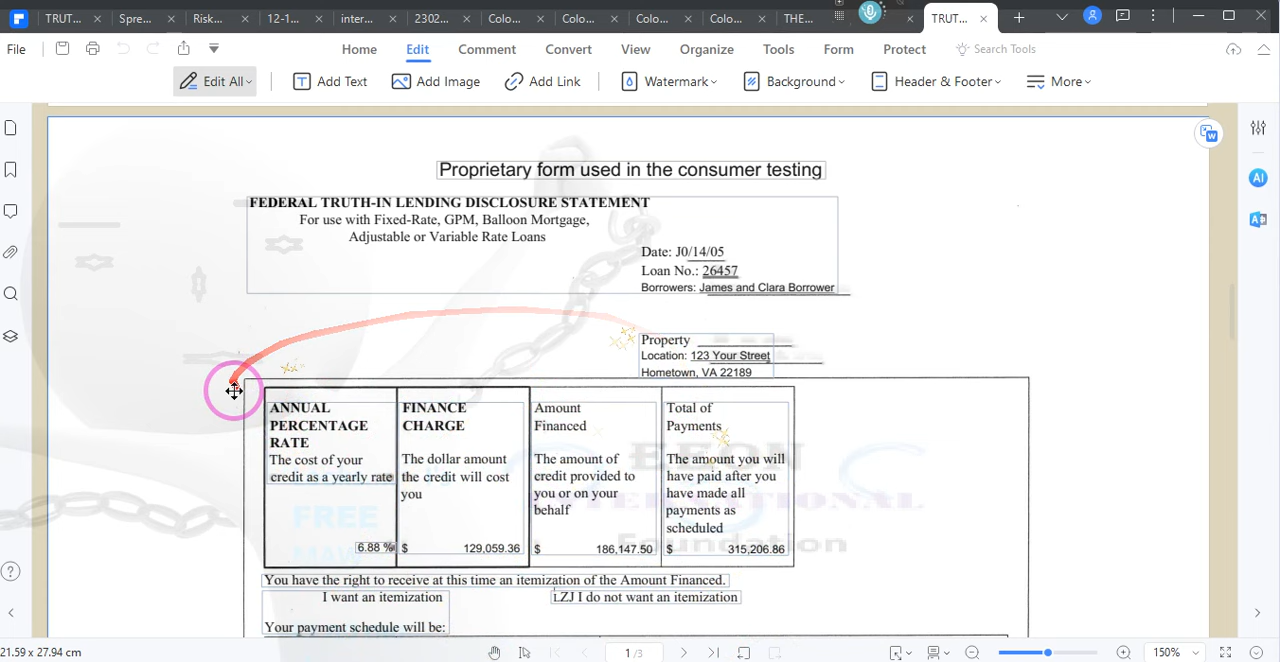 TRUT... Spre... Risk... 12-1... inter... 2302... Colo... Colo... Colo... Colo... THE... TRUT...
File Home Edit Comment Convert View Organize Tools Form Protect Search Tools
Edit All Add Text Add Image Add Link Watermark Background Header & Footer More
Proprietary form used in the consumer testing
FEDERAL TRUTH-IN LENDING DISCLOSURE STATEMENT
For use with Fixed-Rate, GPM, Balloon Mortgage,
Adjustable or Variable Rate Loans
Date: J0/14/05
Loan No.: 26457
Borrowers: James and Clara Borrower
Property
Location: 123 Your Street
Hometown, VA 22189
ANNUAL
PERCENTAGE
RATE
The cost of your
credit as a yearly rate
6.88 %
FINANCE
CHARGE
The dollar amount
the credit will cost
you
$ 129,059.36
Amount
Financed
The amount of
credit provided to
you or on your
behalf
$ 186,147.50
Total of
Payments
The amount you will
have paid after you
have made all
payments as
scheduled
$ 315,206.86
FREE
Foundation
You have the right to receive at this time an itemization of the Amount Financed.
I want an itemization
LZJ I do not want an itemization
Your payment schedule will be:
21.59 x 27.94 cm
1 /3
150%